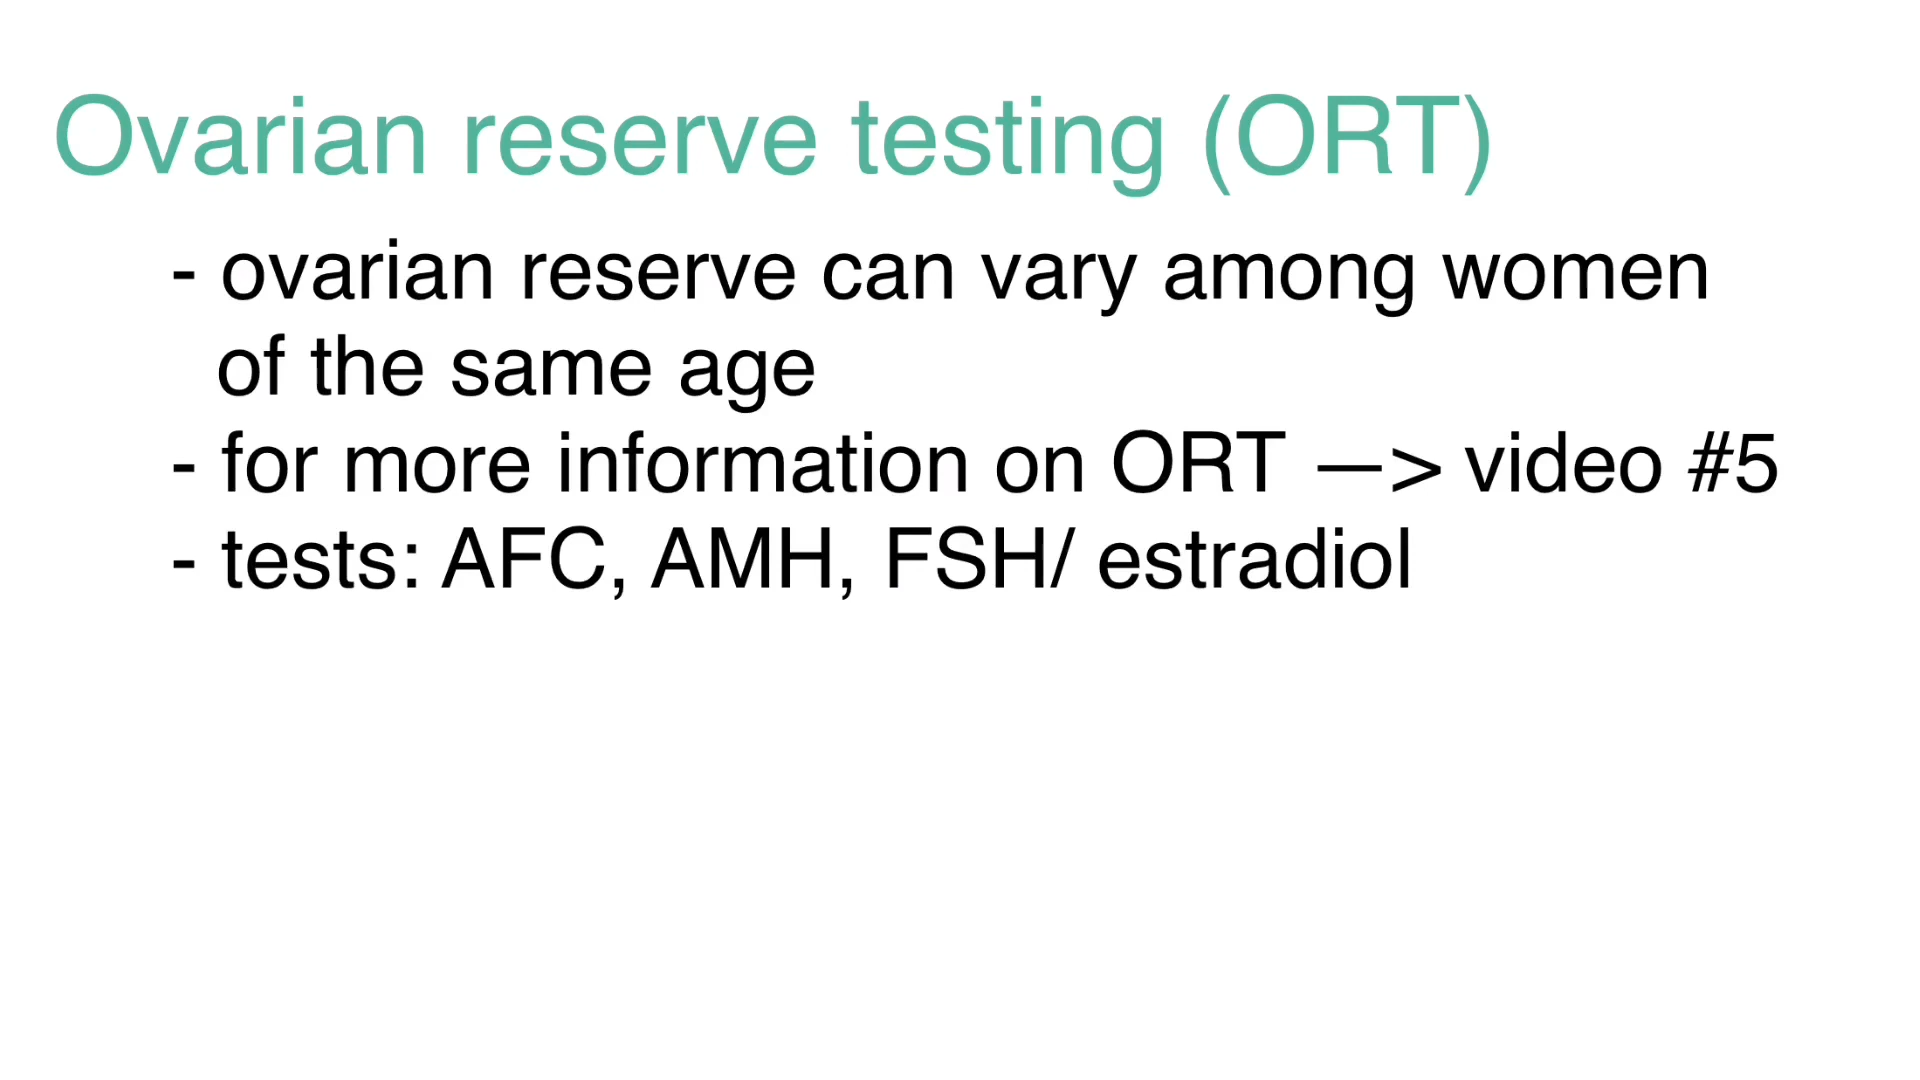 Ovarian reserve testing (ORT)
- ovarian reserve can vary among women
of the same age
- for more information on ORT —> video #5
- tests: AFC, AMH, FSH/ estradiol